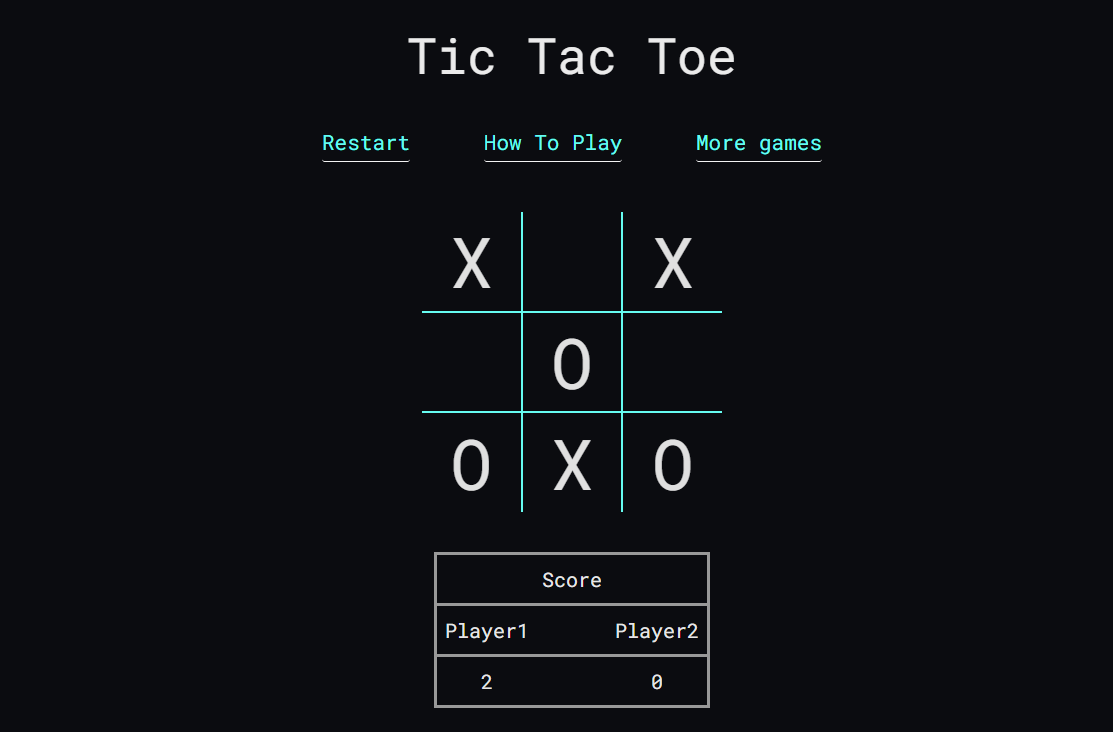 Tic Tac Toe
Restart How To Play More games
X X
O
O X O
Score
Player1 Player2
2 0